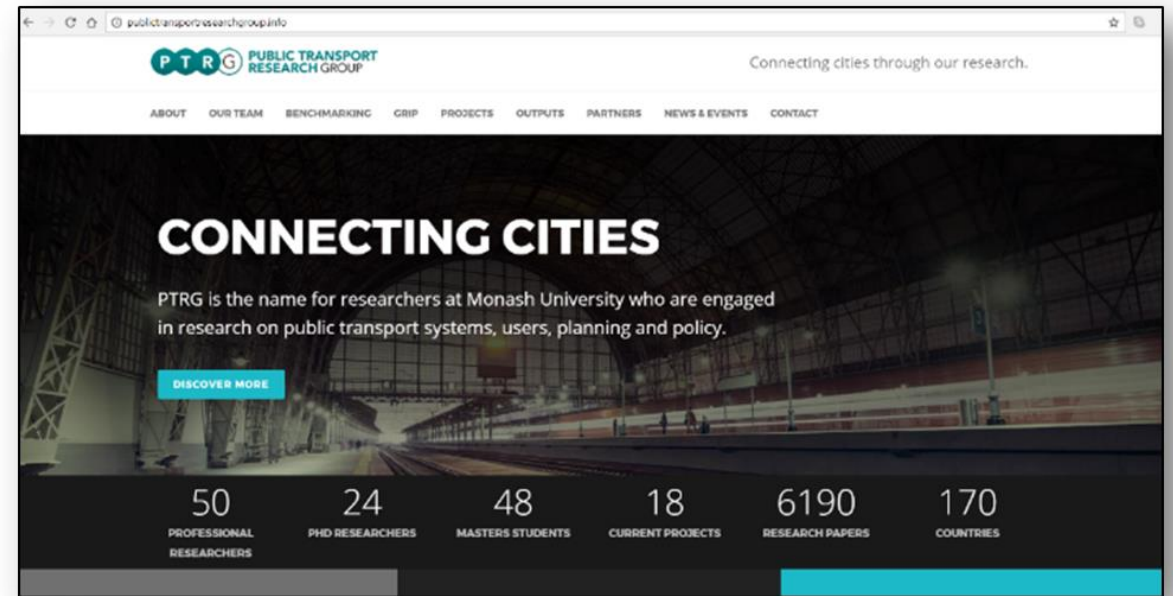 publictransportresearchgroup.info
PTRG PUBLIC TRANSPORT
RESEARCH GROUP
Connecting cities through our research.
ABOUT OUR TEAM BENCHMARKING GRIP PROJECTS OUTPUTS PARTNERS NEWS & EVENTS CONTACT
CONNECTING CITIES
PTRG is the name for researchers at Monash University who are engaged
in research on public transport systems, users, planning and policy.
DISCOVER MORE
50 24 48 18 6190 170
PROFESSIONAL PHD RESEARCHERS MASTERS STUDENTS CURRENT PROJECTS RESEARCH PAPERS COUNTRIES
RESEARCHERS